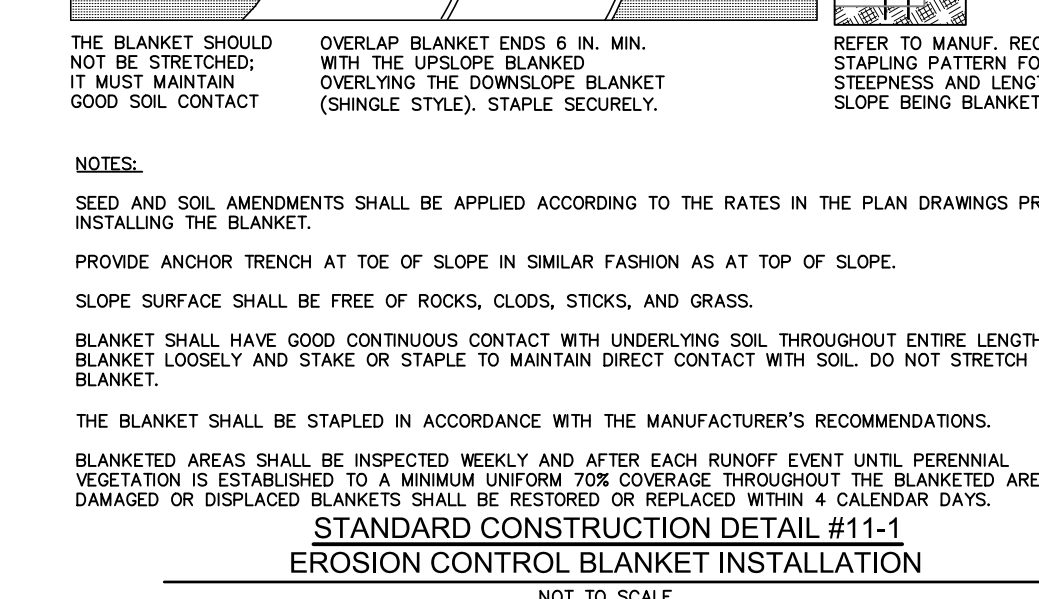 THE BLANKET SHOULD
NOT BE STRETCHED;
IT MUST MAINTAIN
GOOD SOIL CONTACT
OVERLAP BLANKET ENDS 6 IN. MIN.
WITH THE UPSLOPE BLANKED
OVERLYING THE DOWNSLOPE BLANKET
(SHINGLE STYLE). STAPLE SECURELY.
REFER TO MANUF.
STAPLING PATTERN
STEEPNESS AND
SLOPE BEING
NOTES:
SEED AND SOIL AMENDMENTS SHALL BE APPLIED ACCORDING TO THE RATES IN THE PLAN DRAWINGS
INSTALLING THE BLANKET.
PROVIDE ANCHOR TRENCH AT TOE OF SLOPE IN SIMILAR FASHION AS AT TOP OF SLOPE.
SLOPE SURFACE SHALL BE FREE OF ROCKS, CLODS, STICKS, AND GRASS.
BLANKET SHALL HAVE GOOD CONTINUOUS CONTACT WITH UNDERLYING SOIL THROUGHOUT ENTIRE LENGTH
BLANKET LOOSELY AND STAKE OR STAPLE TO MAINTAIN DIRECT CONTACT WITH SOIL. DO NOT STRETCH
BLANKET.
THE BLANKET SHALL BE STAPLED IN ACCORDANCE WITH THE MANUFACTURER'S RECOMMENDATIONS.
BLANKETED AREAS SHALL BE INSPECTED WEEKLY AND AFTER EACH RUNOFF EVENT UNTIL PERENNIAL
VEGETATION IS ESTABLISHED TO A MINIMUM UNIFORM 70% COVERAGE THROUGHOUT THE BLANKETED
DAMAGED OR DISPLACED BLANKETS SHALL BE RESTORED OR REPLACED WITHIN 4 CALENDAR DAYS.
STANDARD CONSTRUCTION DETAIL #11-1
EROSION CONTROL BLANKET INSTALLATION
NOT TO SCALE